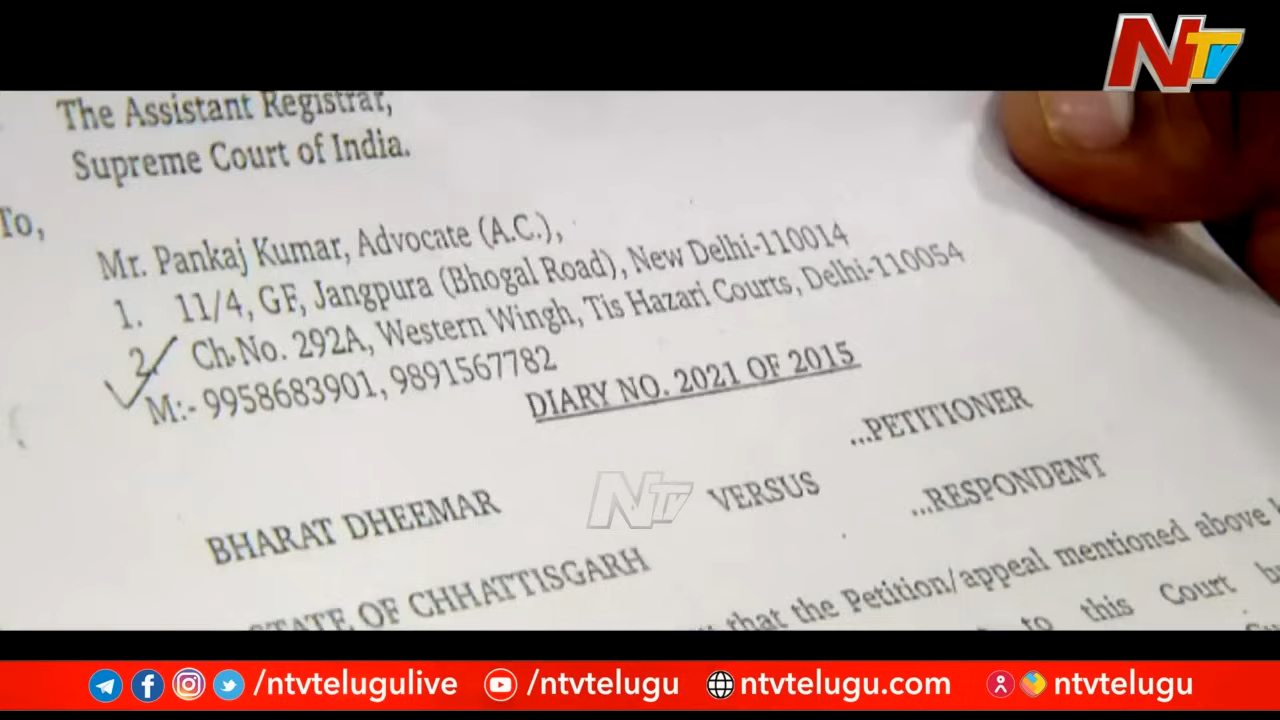 NTV
The Assistant Registrar,
Supreme Court of India.
To,
Mr. Pankaj Kumar, Advocate (A.C.),
1. 11/4, GF, Jangpura (Bhogal Road), New Delhi-110014
2. Ch.No. 292A, Western Wingh, Tis Hazari Courts, Delhi-110054
M:- 9958683901, 9891567782
DIARY NO. 2021 OF 2015
...PETITIONER
BHARAT DHEEMAR
VERSUS
...RESPONDENT
STATE OF CHHATTISGARH
that the Petition/appeal mentioned above
to this Court
NTV
/ntvtelugulive /ntvtelugu ntvtelugu.com ntvtelugu